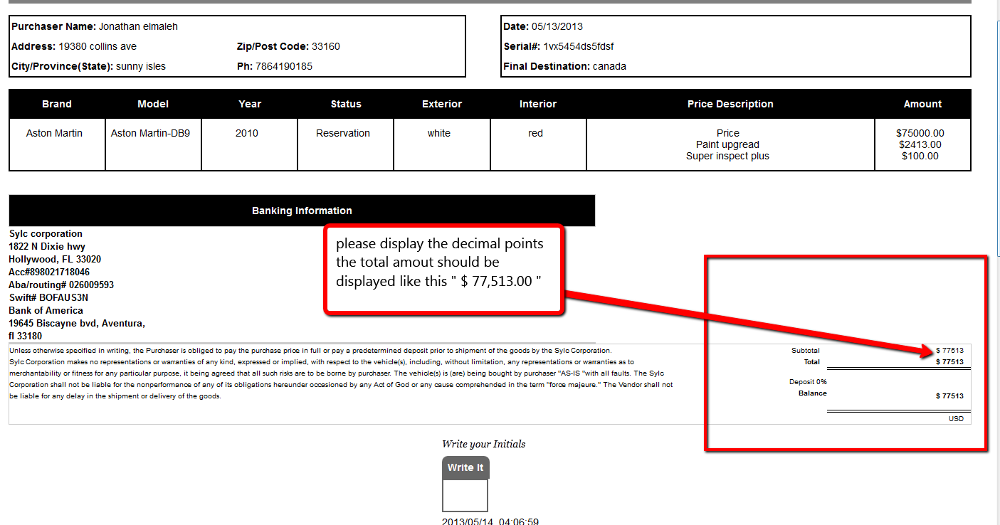 Purchaser Name: Jonathan elmaleh
Address: 19380 collins ave Zip/Post Code: 33160
City/Province(State): sunny isles Ph: 7864190185
Date: 05/13/2013
Serial#: 1vx5454ds5fdsf
Final Destination: canada
Brand Model Year Status Exterior Interior Price Description Amount
Aston Martin Aston Martin-DB9 2010 Reservation white red Price $75000.00
Paint upgread $2413.00
Super inspect plus $100.00
Banking Information
Sylc corporation
1822 N Dixie hwy
Hollywood, FL 33020
Acc#898021718046
Aba/routing# 026009593
Swift# BOFAUS3N
Bank of America
19645 Biscayne bvd, Aventura,
fl 33180
please display the decimal points
the total amout should be
displayed like this " $ 77,513.00 "
Unless otherwise specified in writing, the Purchaser is obliged to pay the purchase price in full or pay a predetermined deposit prior to shipment of the goods by the Sylc Corporation.
Sylc Corporation makes no representations or warranties of any kind, expressed or implied, with respect to the vehicle(s), including, without limitation, any representations or warranties as to
merchantability or fitness for any particular purpose, it being agreed that all such risks are to be borne by purchaser. The vehicle(s) is (are) being bought by purchaser "AS-IS "with all faults. The Sylc
Corporation shall not be liable for the nonperformance of any of its obligations hereunder occasioned by any Act of God or any cause comprehended in the term "force majeure." The Vendor shall not
be liable for any delay in the shipment or delivery of the goods.
Subtotal $ 77513
Total $ 77513
Deposit 0%
Balance $ 77513
USD
Write your Initials
Write It
2013/05/14 04:06:59